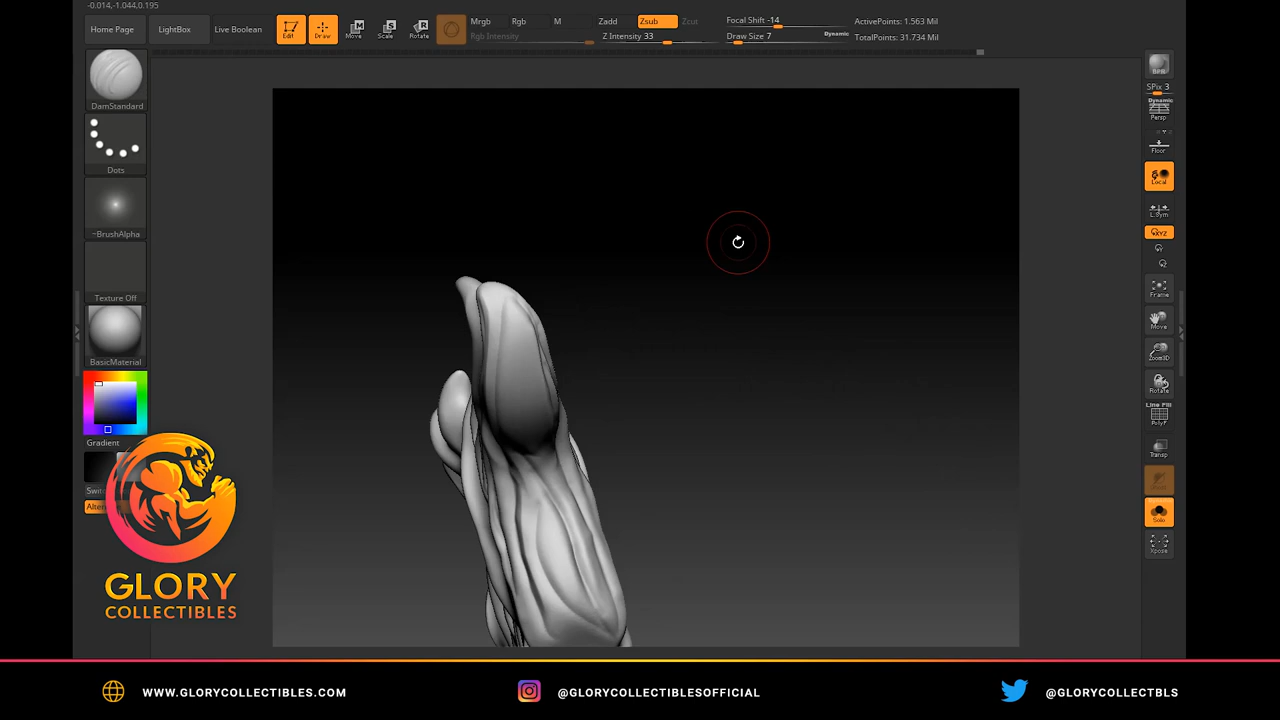 -0.014,-1.044,0.195
Home Page
LightBox
Live Boolean
Edit
Draw
Move
Scale
Rotate
Mrgb
Rgb
M
Rgb Intensity
Zadd
Zsub
Zcut
Z Intensity 33
Focal Shift -14
Draw Size 7
Dynamic
ActivePoints: 1.563 Mil
TotalPoints: 31.734 Mil
DamStandard
Dots
~BrushAlpha
Texture Off
BasicMaterial
Gradient
BPR
SPix 3
Dynamic
Persp
Floor
Local
L.Sym
XYZ
Frame
Move
Zoom3D
Rotate
Line Fill
PolyF
Transp
Solo
Xpose
GLORY
COLLECTIBLES
WWW.GLORYCOLLECTIBLES.COM
@GLORYCOLLECTIBLESOFFICIAL
@GLORYCOLLECTBLS